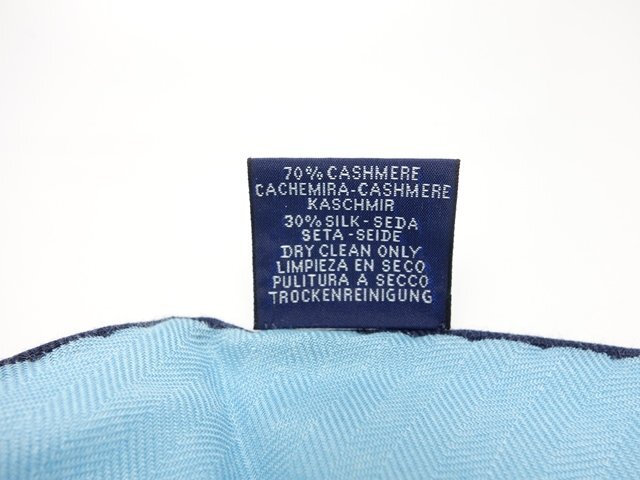 70% CASHMERE
CACHEMIRA-CASHMERE
KASCHMIR
30% SILK-SEDA
SETA-SEIDE
DRY CLEAN ONLY
LIMPIEZA EN SECO
PULITURA A SECCO
TROCKENREINIGUNG